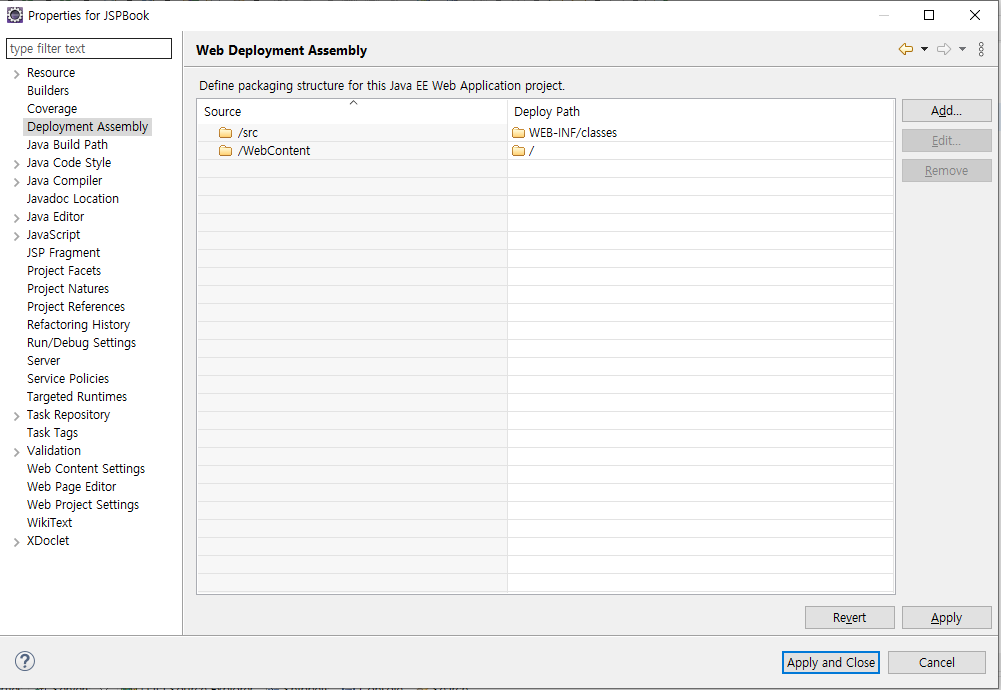 Properties for JSPBook
type filter text
Resource
Builders
Coverage
Deployment Assembly
Java Build Path
Java Code Style
Java Compiler
Javadoc Location
Java Editor
JavaScript
JSP Fragment
Project Facets
Project Natures
Project References
Refactoring History
Run/Debug Settings
Server
Service Policies
Targeted Runtimes
Task Repository
Task Tags
Validation
Web Content Settings
Web Page Editor
Web Project Settings
WikiText
XDoclet
Web Deployment Assembly
Define packaging structure for this Java EE Web Application project.
Source Deploy Path
/src WEB-INF/classes
/WebContent /
Add...
Edit...
Remove
Revert Apply
? Apply and Close Cancel